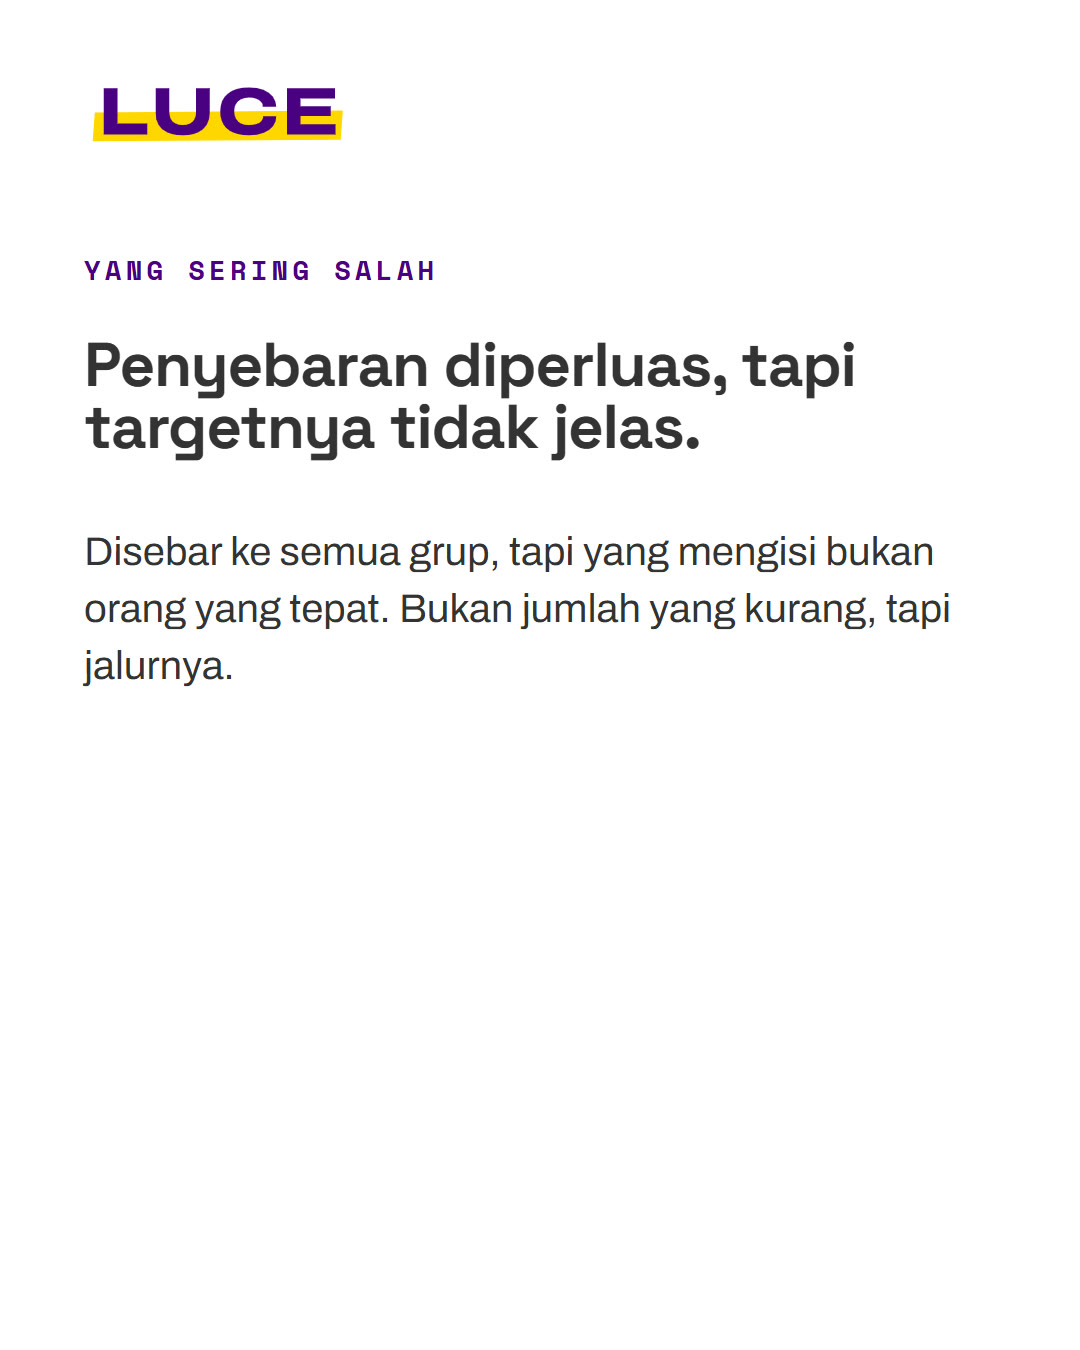 LUCE
YANG SERING SALAH
Penyebaran diperluas, tapi
targetnya tidak jelas.
Disebar ke semua grup, tapi yang mengisi bukan
orang yang tepat. Bukan jumlah yang kurang, tapi
jalurnya.